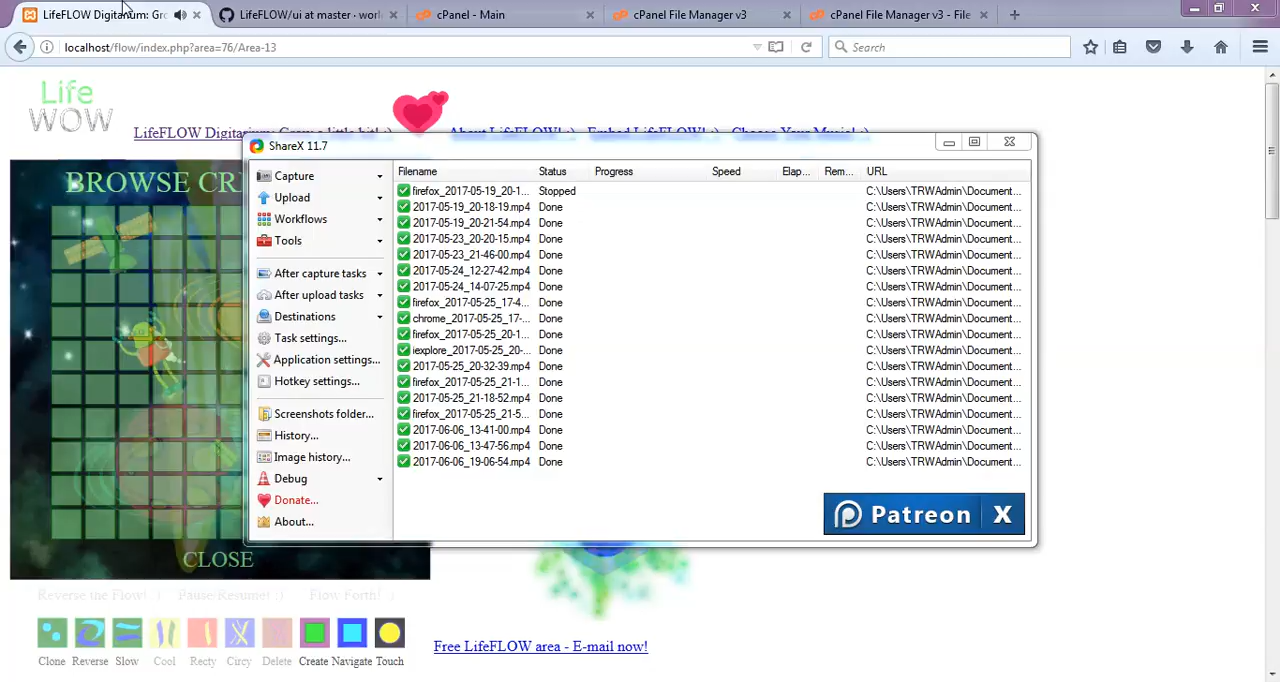 LifeFLOW Digitarium: Gro
LifeFLOW/ui at master · worl
cPanel - Main
cPanel File Manager v3
cPanel File Manager v3 - File
localhost/flow/index.php?area=76/Area-13
Search
Life
WOW
LifeFLOW Digitarium: Grow a little bit! :)
About LifeFLOW! :)
Embed LifeFLOW! :)
Choose Your Music! :)
ShareX 11.7
BROWSE CRE
Capture
Upload
Workflows
Tools
After capture tasks
After upload tasks
Destinations
Task settings...
Application settings...
Hotkey settings...
Screenshots folder...
History...
Image history...
Debug
Donate...
About...
Filename Status Progress Speed Elap... Rem... URL
firefox_2017-05-19_20-1... Stopped C:\Users\TRWAdmin\Document...
2017-05-19_20-18-19.mp4 Done C:\Users\TRWAdmin\Document...
2017-05-19_20-21-54.mp4 Done C:\Users\TRWAdmin\Document...
2017-05-23_20-20-15.mp4 Done C:\Users\TRWAdmin\Document...
2017-05-23_21-46-00.mp4 Done C:\Users\TRWAdmin\Document...
2017-05-24_12-27-42.mp4 Done C:\Users\TRWAdmin\Document...
2017-05-24_14-07-25.mp4 Done C:\Users\TRWAdmin\Document...
firefox_2017-05-25_17-4... Done C:\Users\TRWAdmin\Document...
chrome_2017-05-25_17-... Done C:\Users\TRWAdmin\Document...
firefox_2017-05-25_20-1... Done C:\Users\TRWAdmin\Document...
iexplore_2017-05-25_20-... Done C:\Users\TRWAdmin\Document...
2017-05-25_20-32-39.mp4 Done C:\Users\TRWAdmin\Document...
firefox_2017-05-25_21-1... Done C:\Users\TRWAdmin\Document...
2017-05-25_21-18-52.mp4 Done C:\Users\TRWAdmin\Document...
firefox_2017-05-25_21-5... Done C:\Users\TRWAdmin\Document...
2017-06-06_13-41-00.mp4 Done C:\Users\TRWAdmin\Document...
2017-06-06_13-47-56.mp4 Done C:\Users\TRWAdmin\Document...
2017-06-06_19-06-54.mp4 Done C:\Users\TRWAdmin\Document...
Patreon X
CLOSE
Reverse the Flow! :) Pause/Resume! :) Flow Forth! :)
Clone Reverse Slow Cool Recty Circy Delete Create Navigate Touch
Free LifeFLOW area - E-mail now!